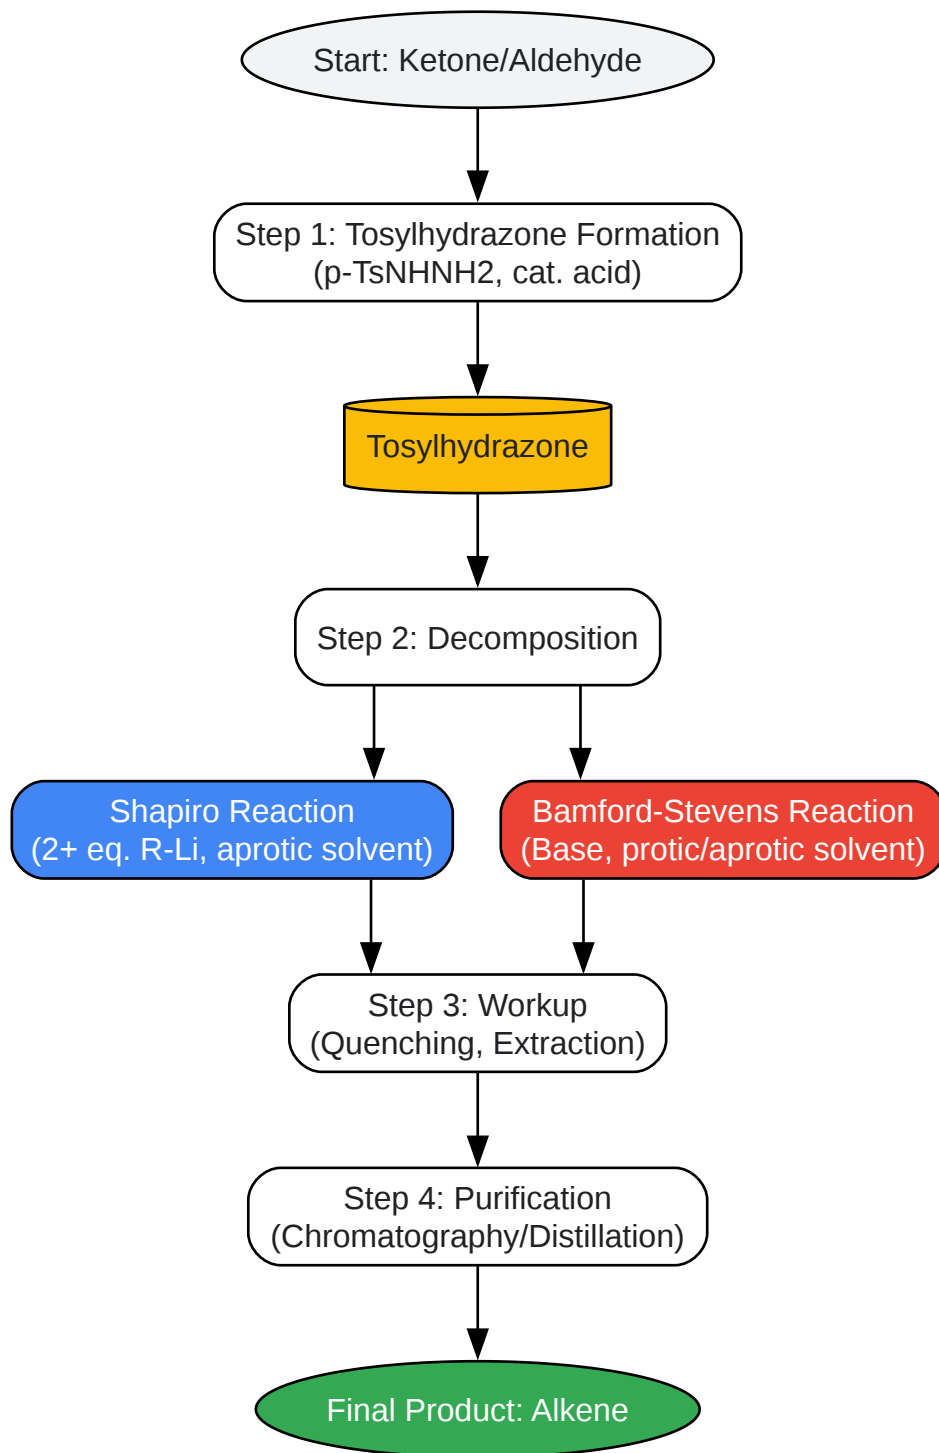 Start: Ketone/Aldehyde
Step 1: Tosylhydrazone Formation
(p-TsNHNH2, cat. acid)
Tosylhydrazone
Step 2: Decomposition
Shapiro Reaction
(2+ eq. R-Li, aprotic solvent)
Bamford-Stevens Reaction
(Base, protic/aprotic solvent)
Step 3: Workup
(Quenching, Extraction)
Step 4: Purification
(Chromatography/Distillation)
Final Product: Alkene